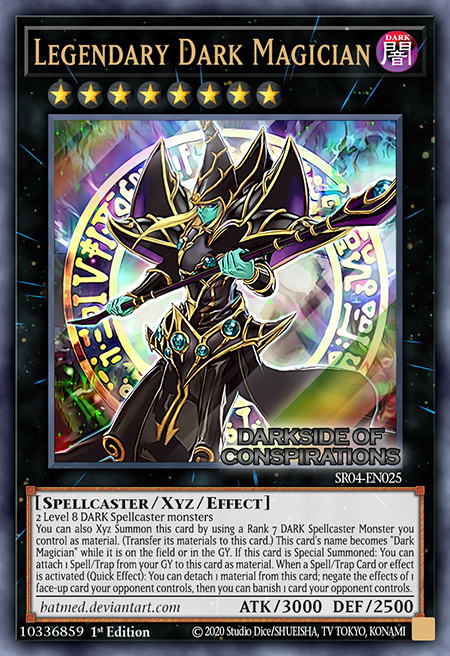 LEGENDARY DARK MAGICIAN
DARK
闇
DARKSIDE OF
CONSPIRATIONS
SR04-EN025
[SPELLCASTER/XYZ/EFFECT]
2 Level 8 DARK Spellcaster monsters
You can also Xyz Summon this card by using a Rank 7 DARK Spellcaster Monster you
control as material. (Transfer its materials to this card.) This card's name becomes "Dark
Magician" while it is on the field or in the GY. If this card is Special Summoned: You can
attach 1 Spell/Trap from your GY to this card as material. When a Spell/Trap Card or effect
is activated (Quick Effect): You can detach 1 material from this card; negate the effects of 1
face-up card your opponent controls, then you can banish 1 card your opponent controls.
batmed.deviantart.com
ATK/3000 DEF/2500
10336859 1st Edition
©2020 Studio Dice/SHUEISHA, TV TOKYO, KONAMI